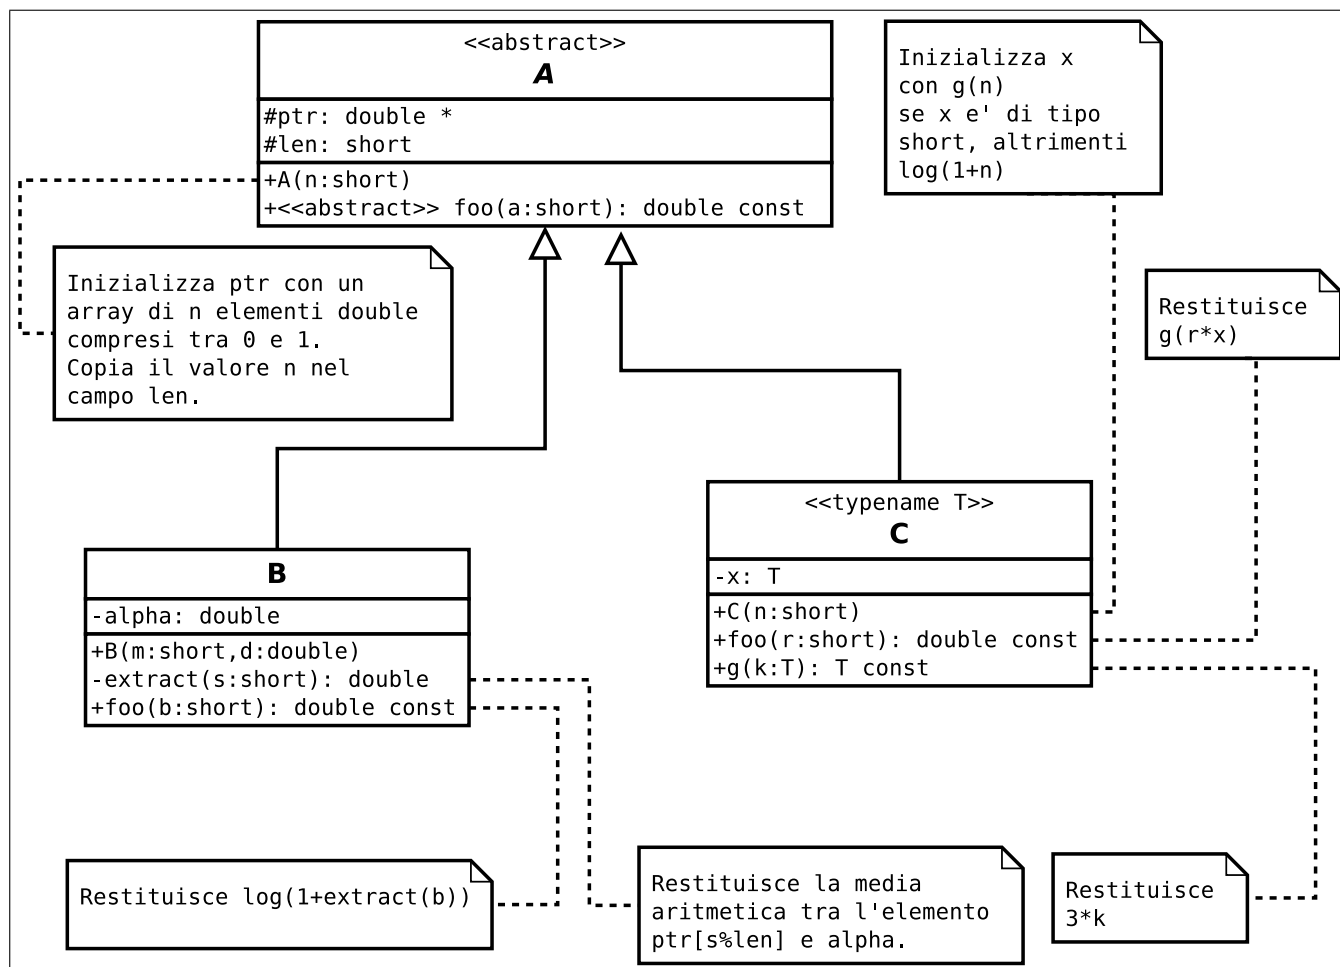 <<abstract>>
A
#ptr: double *
#len: short
+A(n:short)
+<<abstract>> foo(a:short): double const
Inizializza x
con g(n)
se x e' di tipo
short, altrimenti
log(1+n)
Inizializza ptr con un
array di n elementi double
compresi tra 0 e 1.
Copia il valore n nel
campo len.
Restituisce
g(r*x)
B
-alpha: double
+B(m:short,d:double)
-extract(s:short): double
+foo(b:short): double const
<<typename T>>
C
-x: T
+C(n:short)
+foo(r:short): double const
+g(k:T): T const
Restituisce log(1+extract(b))
Restituisce la media
aritmetica tra l'elemento
ptr[s%len] e alpha.
Restituisce
3*k